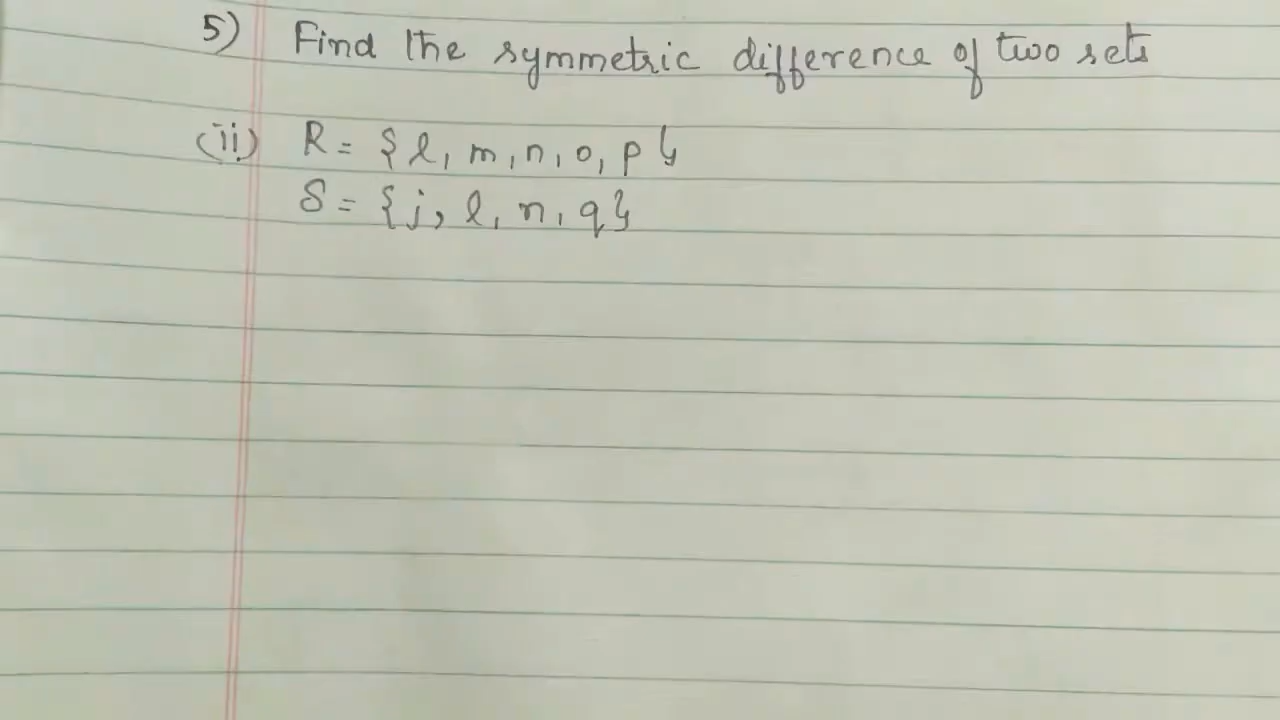 5) Find the symmetric difference of two sets
(ii) R = {l, m, n, o, p}
S = {j, l, n, q}